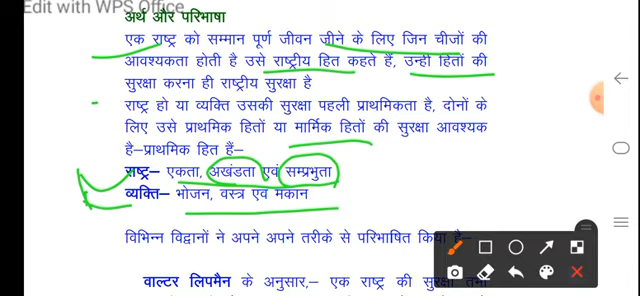 Edit with WPS Office
अर्थ और परिभाषा
एक राष्ट्र को सम्मान पूर्ण जीवन जीने के लिए जिन चीजों की
आवश्यकता होती है उसे राष्ट्रीय हित कहते हैं, उन्ही हितों की
सुरक्षा करना ही राष्ट्रीय सुरक्षा है
राष्ट्र हो या व्यक्ति उसकी सुरक्षा पहली प्राथमिकता है, दोनों के
लिए उसे प्राथमिक हितों या मार्मिक हितों की सुरक्षा आवश्यक
है–प्राथमिक हित हैं–
राष्ट्र– एकता, अखंडता एवं सम्प्रभुता
व्यक्ति– भोजन, वस्त्र एवं मकान
विभिन्न विद्वानों ने अपने अपने तरीके से परिभाषित किया है–
वाल्टर लिपमैन के अनुसार,– एक राष्ट्र की सुरक्षा तभी